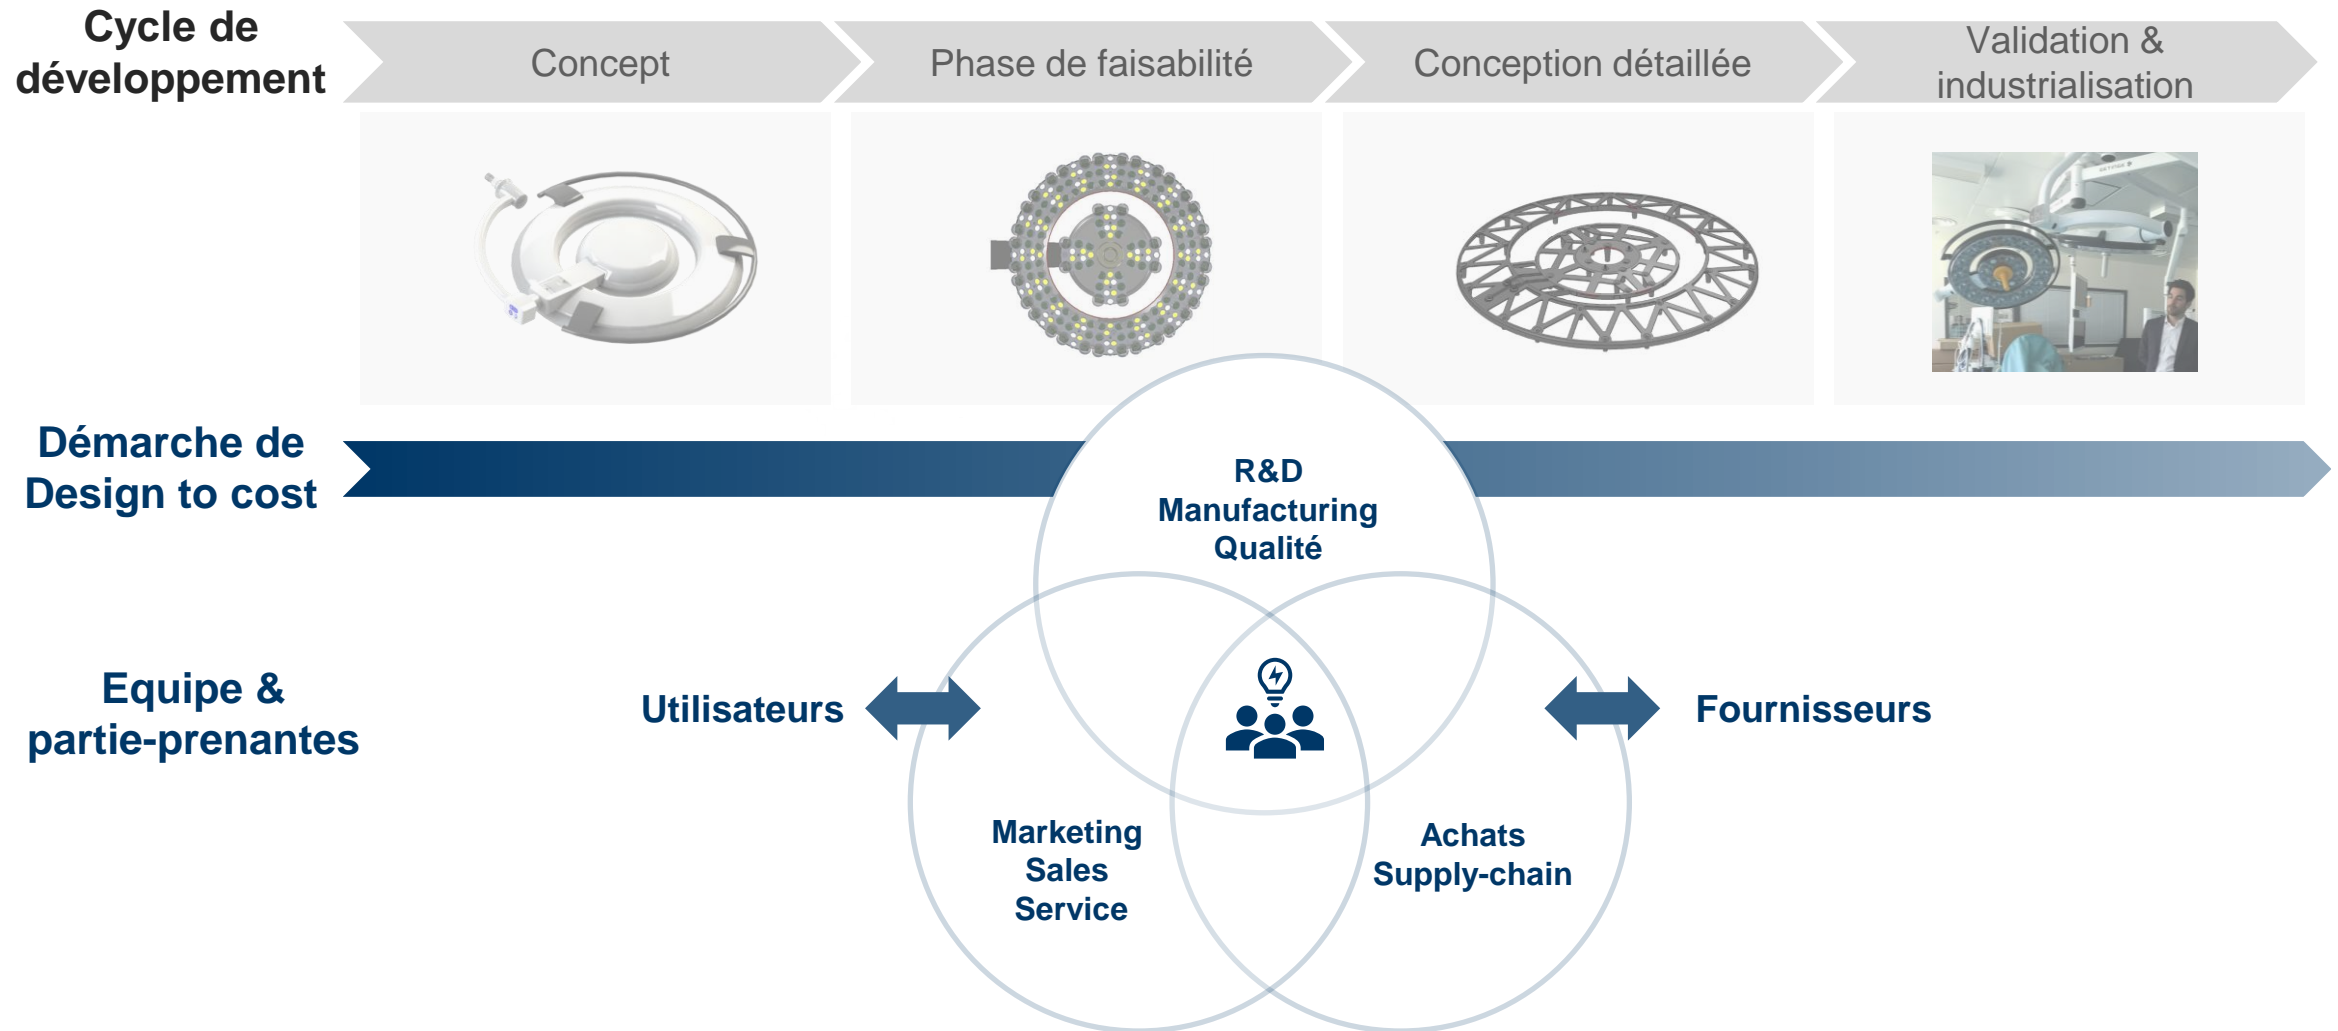 Cycle de
développement
Concept
Phase de faisabilité
Conception détaillée
Validation &
industrialisation
Démarche de
Design to cost
R&D
Manufacturing
Qualité
Equipe &
partie-prenantes
Utilisateurs
Fournisseurs
Marketing
Sales
Service
Achats
Supply-chain